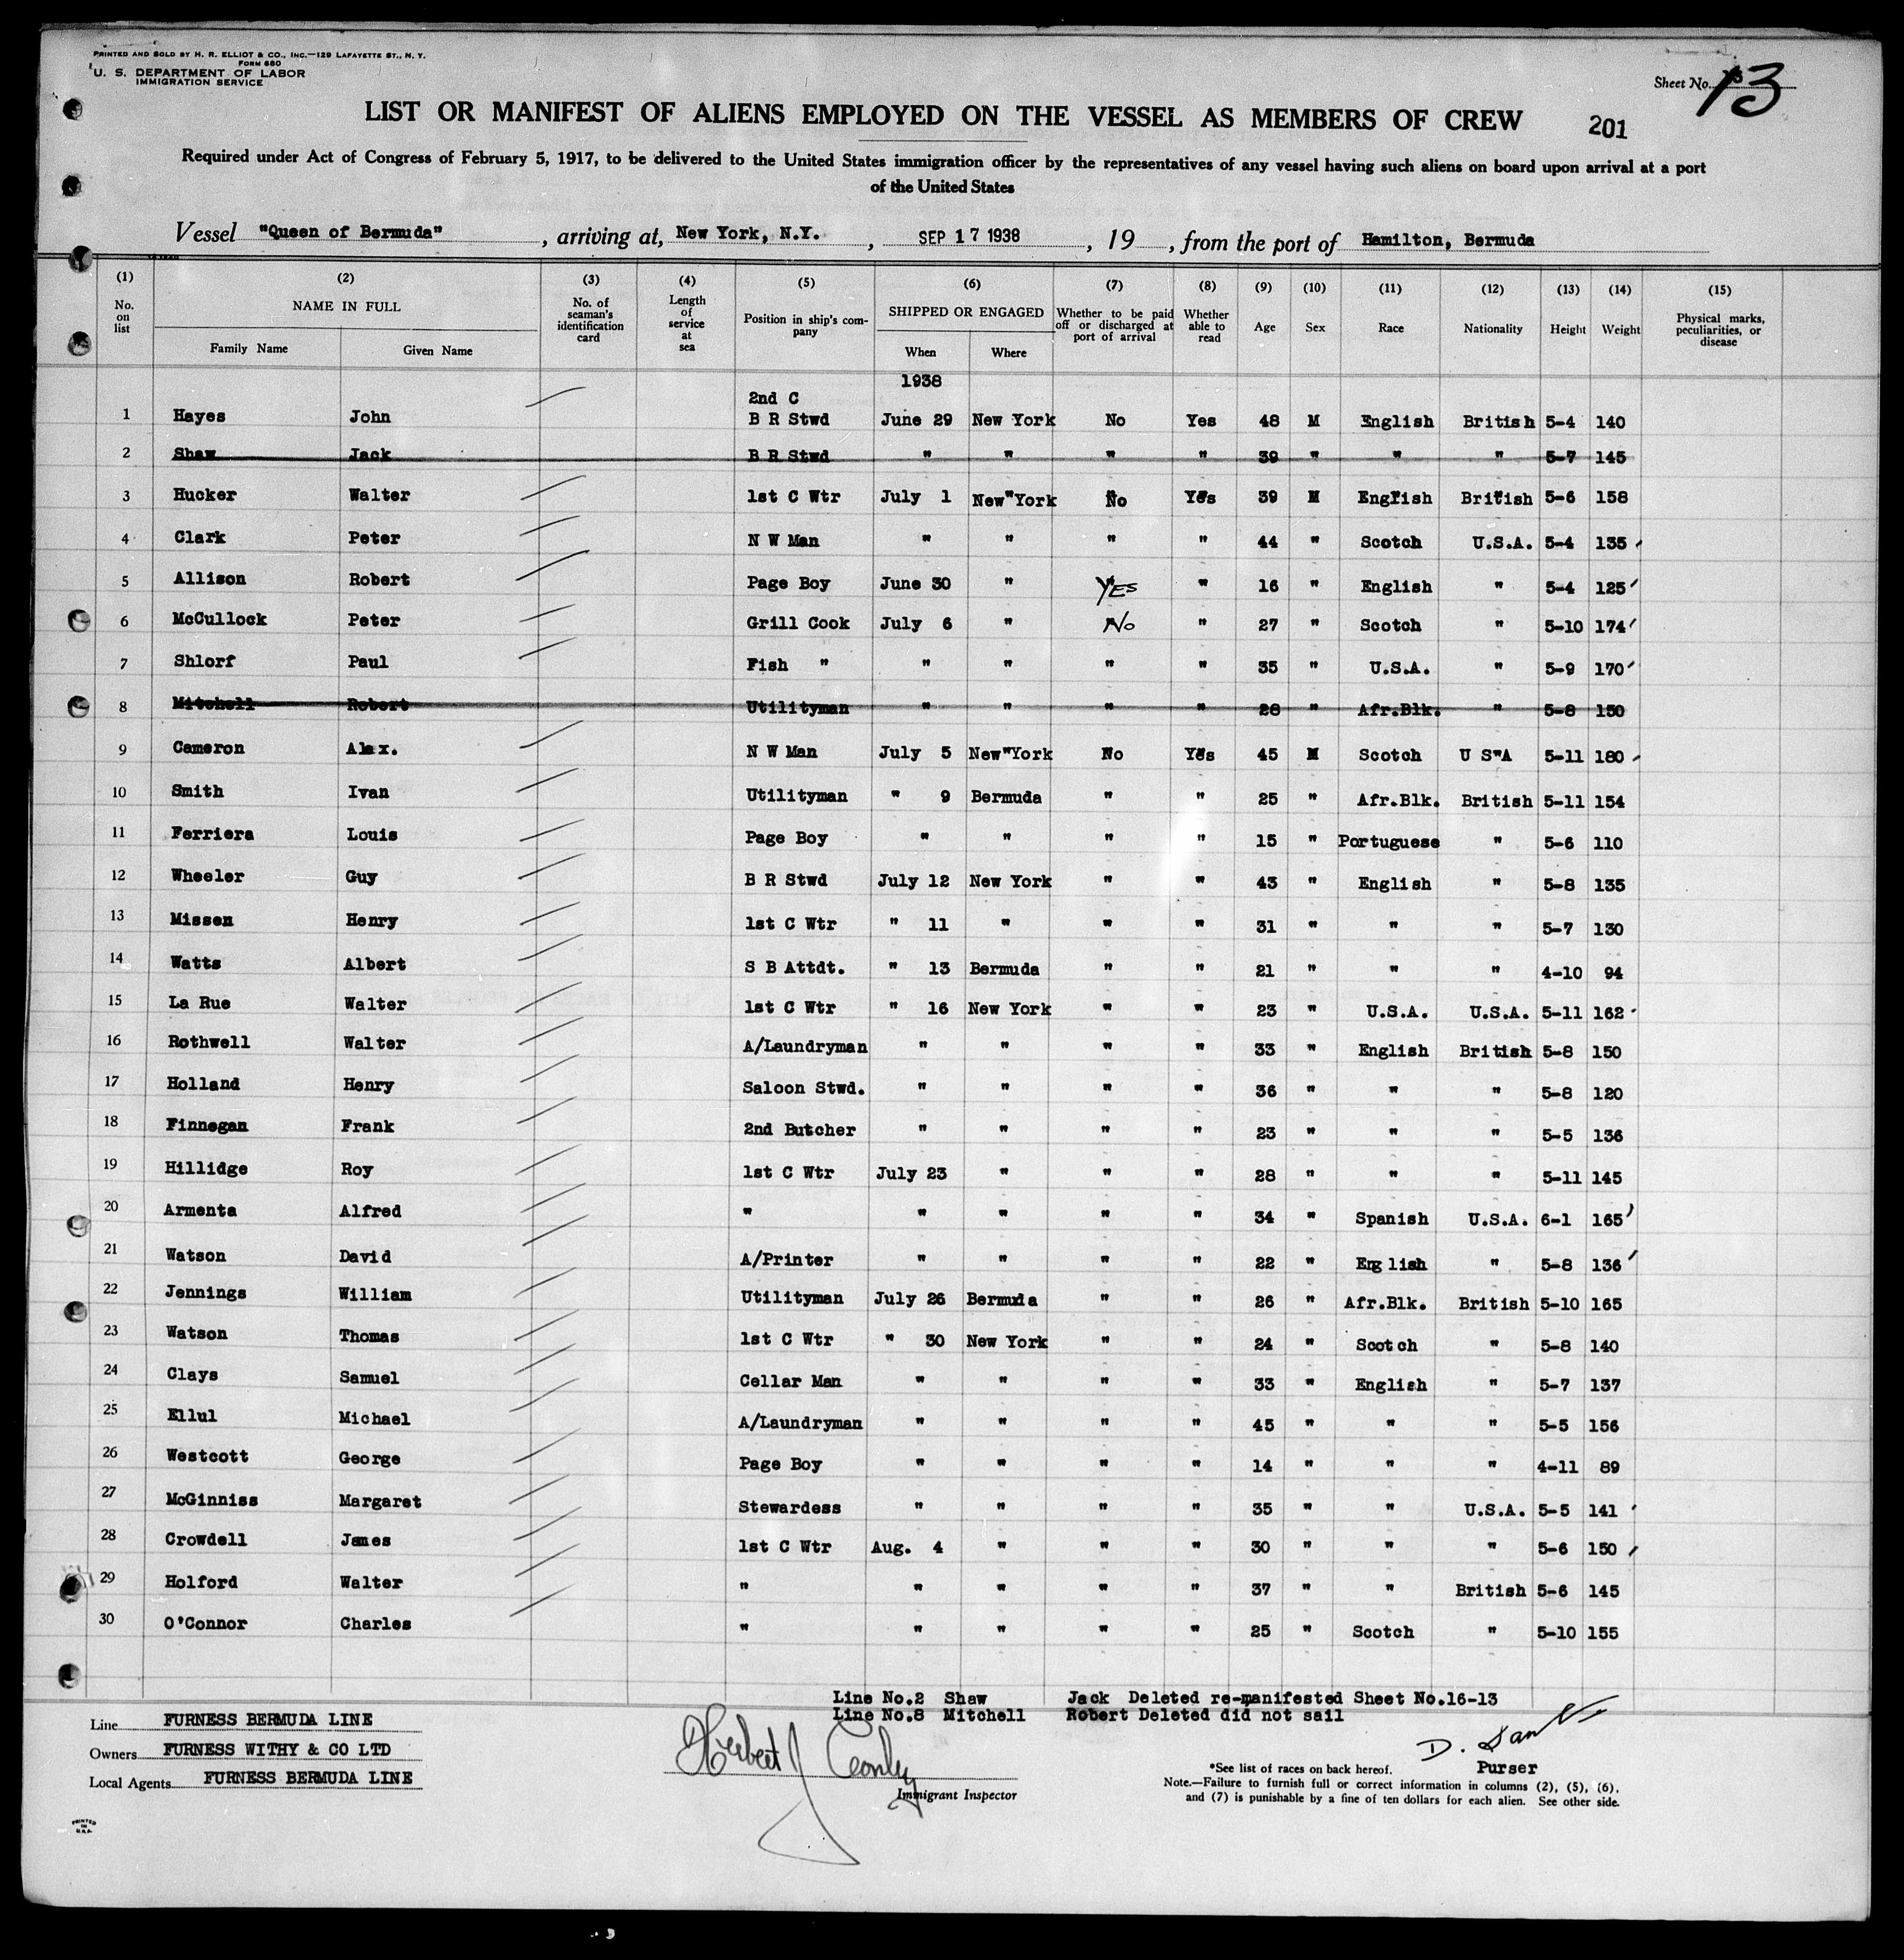 PRINTED AND SOLD BY H. R. ELLIOT & CO., INC.—129 LAFAYETTE ST., N. Y.
FORM 680
U. S. DEPARTMENT OF LABOR
IMMIGRATION SERVICE
Sheet No. 13
LIST OR MANIFEST OF ALIENS EMPLOYED ON THE VESSEL AS MEMBERS OF CREW 201
Required under Act of Congress of February 5, 1917, to be delivered to the United States immigration officer by the representatives of any vessel having such aliens on board upon arrival at a port
of the United States
Vessel "Queen of Bermuda", arriving at, New York, N.Y., SEP 17 1938, 19 , from the port of Hamilton, Bermuda
(1) (2) (3) (4) (5) (6) (7) (8) (9) (10) (11) (12) (13) (14) (15)
No. on list NAME IN FULL Family Name Given Name No. of seaman's identification card Length of service at sea Position in ship's company SHIPPED OR ENGAGED When Where Whether to be paid off or discharged at port of arrival Whether able to read Age Sex Race Nationality Height Weight Physical marks, peculiarities, or disease
1938
2nd C
1 Hayes John B R Stwd June 29 New York No Yes 48 M English British 5-4 140
2 Shaw Jack B R Stwd " " " " 39 " " " 5-7 145
3 Hucker Walter 1st C Wtr July 1 New York No Yes 39 M English British 5-6 158
4 Clark Peter N W Man " " " " 44 " Scotch U.S.A. 5-4 135
5 Allison Robert Page Boy June 30 " YES " 16 " English " 5-4 125
6 McCullock Peter Grill Cook July 6 " No " 27 " Scotch " 5-10 174
7 Shlorf Paul Fish " " " " " 35 " U.S.A. " 5-9 170
8 Mitchell Robert Utilityman " " " " 28 " Afr.Blk. " 5-8 150
9 Cameron Alex. N W Man July 5 New York No Yes 45 M Scotch U S A 5-11 180
10 Smith Ivan Utilityman " 9 Bermuda " " 25 " Afr.Blk. British 5-11 154
11 Ferriera Louis Page Boy " " " " 15 " Portuguese " 5-6 110
12 Wheeler Guy B R Stwd July 12 New York " " 43 " English " 5-8 135
13 Missen Henry 1st C Wtr " 11 " " " 31 " " " 5-7 130
14 Watts Albert S B Attdt. " 13 Bermuda " " 21 " " " 4-10 94
15 La Rue Walter 1st C Wtr " 16 New York " " 23 " U.S.A. U.S.A. 5-11 162
16 Rothwell Walter A/Laundryman " " " " 33 " English British 5-8 150
17 Holland Henry Saloon Stwd. " " " " 36 " " " 5-8 120
18 Finnegan Frank 2nd Butcher " " " " 23 " " " 5-5 136
19 Hillidge Roy 1st C Wtr July 23 " " " 28 " " " 5-11 145
20 Armenta Alfred " " " " " 34 " Spanish U.S.A. 6-1 165
21 Watson David A/Printer " " " " 22 " English " 5-8 136
22 Jennings William Utilityman July 26 Bermuda " " 26 " Afr.Blk. British 5-10 165
23 Watson Thomas 1st C Wtr " 30 New York " " 24 " Scotch " 5-8 140
24 Clays Samuel Cellar Man " " " " 33 " English " 5-7 137
25 Ellul Michael A/Laundryman " " " " 45 " " " 5-5 156
26 Westcott George Page Boy " " " " 14 " " " 4-11 89
27 McGinniss Margaret Stewardess " " " " 35 " " U.S.A. 5-5 141
28 Crowdell James 1st C Wtr Aug. 4 " " " 30 " " " 5-6 150
29 Holford Walter " " " " " 37 " " British 5-6 145
30 O'Connor Charles " " " " " 25 " Scotch " 5-10 155
Line No.2 Shaw Jack Deleted re-manifested Sheet No.16-13
Line No.8 Mitchell Robert Deleted did not sail
Line FURNESS BERMUDA LINE
Owners FURNESS WITHY & CO LTD
Local Agents FURNESS BERMUDA LINE
Herbert J
Immigrant Inspector
D.
Purser
*See list of races on back hereof.
Note.—Failure to furnish full or correct information in columns (2), (5), (6),
and (7) is punishable by a fine of ten dollars for each alien. See other side.
PRINTED
IN
U.S.A.